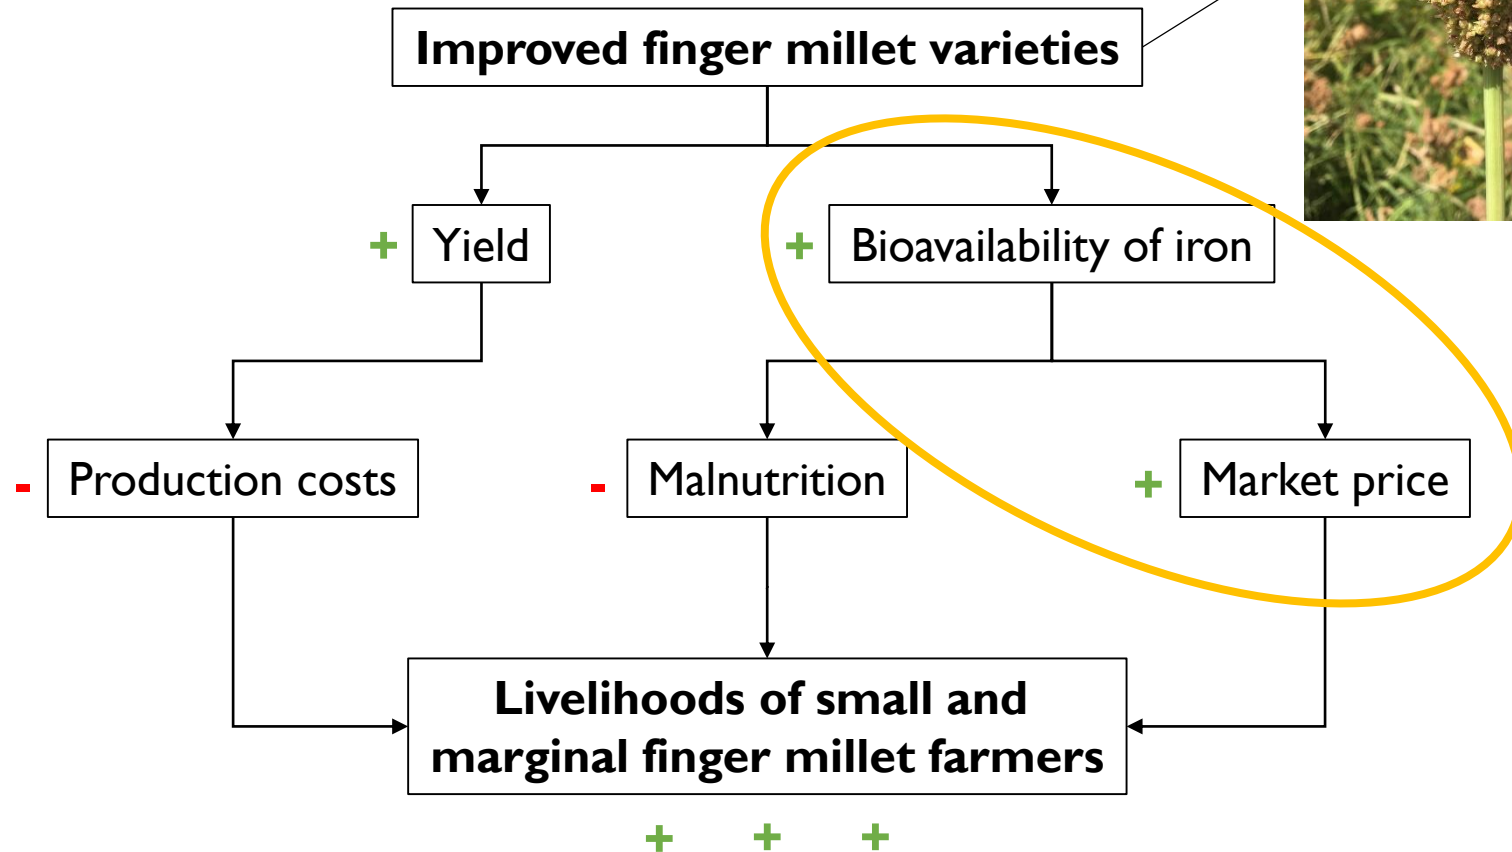 Improved finger millet varieties
+ Yield
+ Bioavailability of iron
- Production costs
- Malnutrition
+ Market price
Livelihoods of small and
marginal finger millet farmers
+ + +